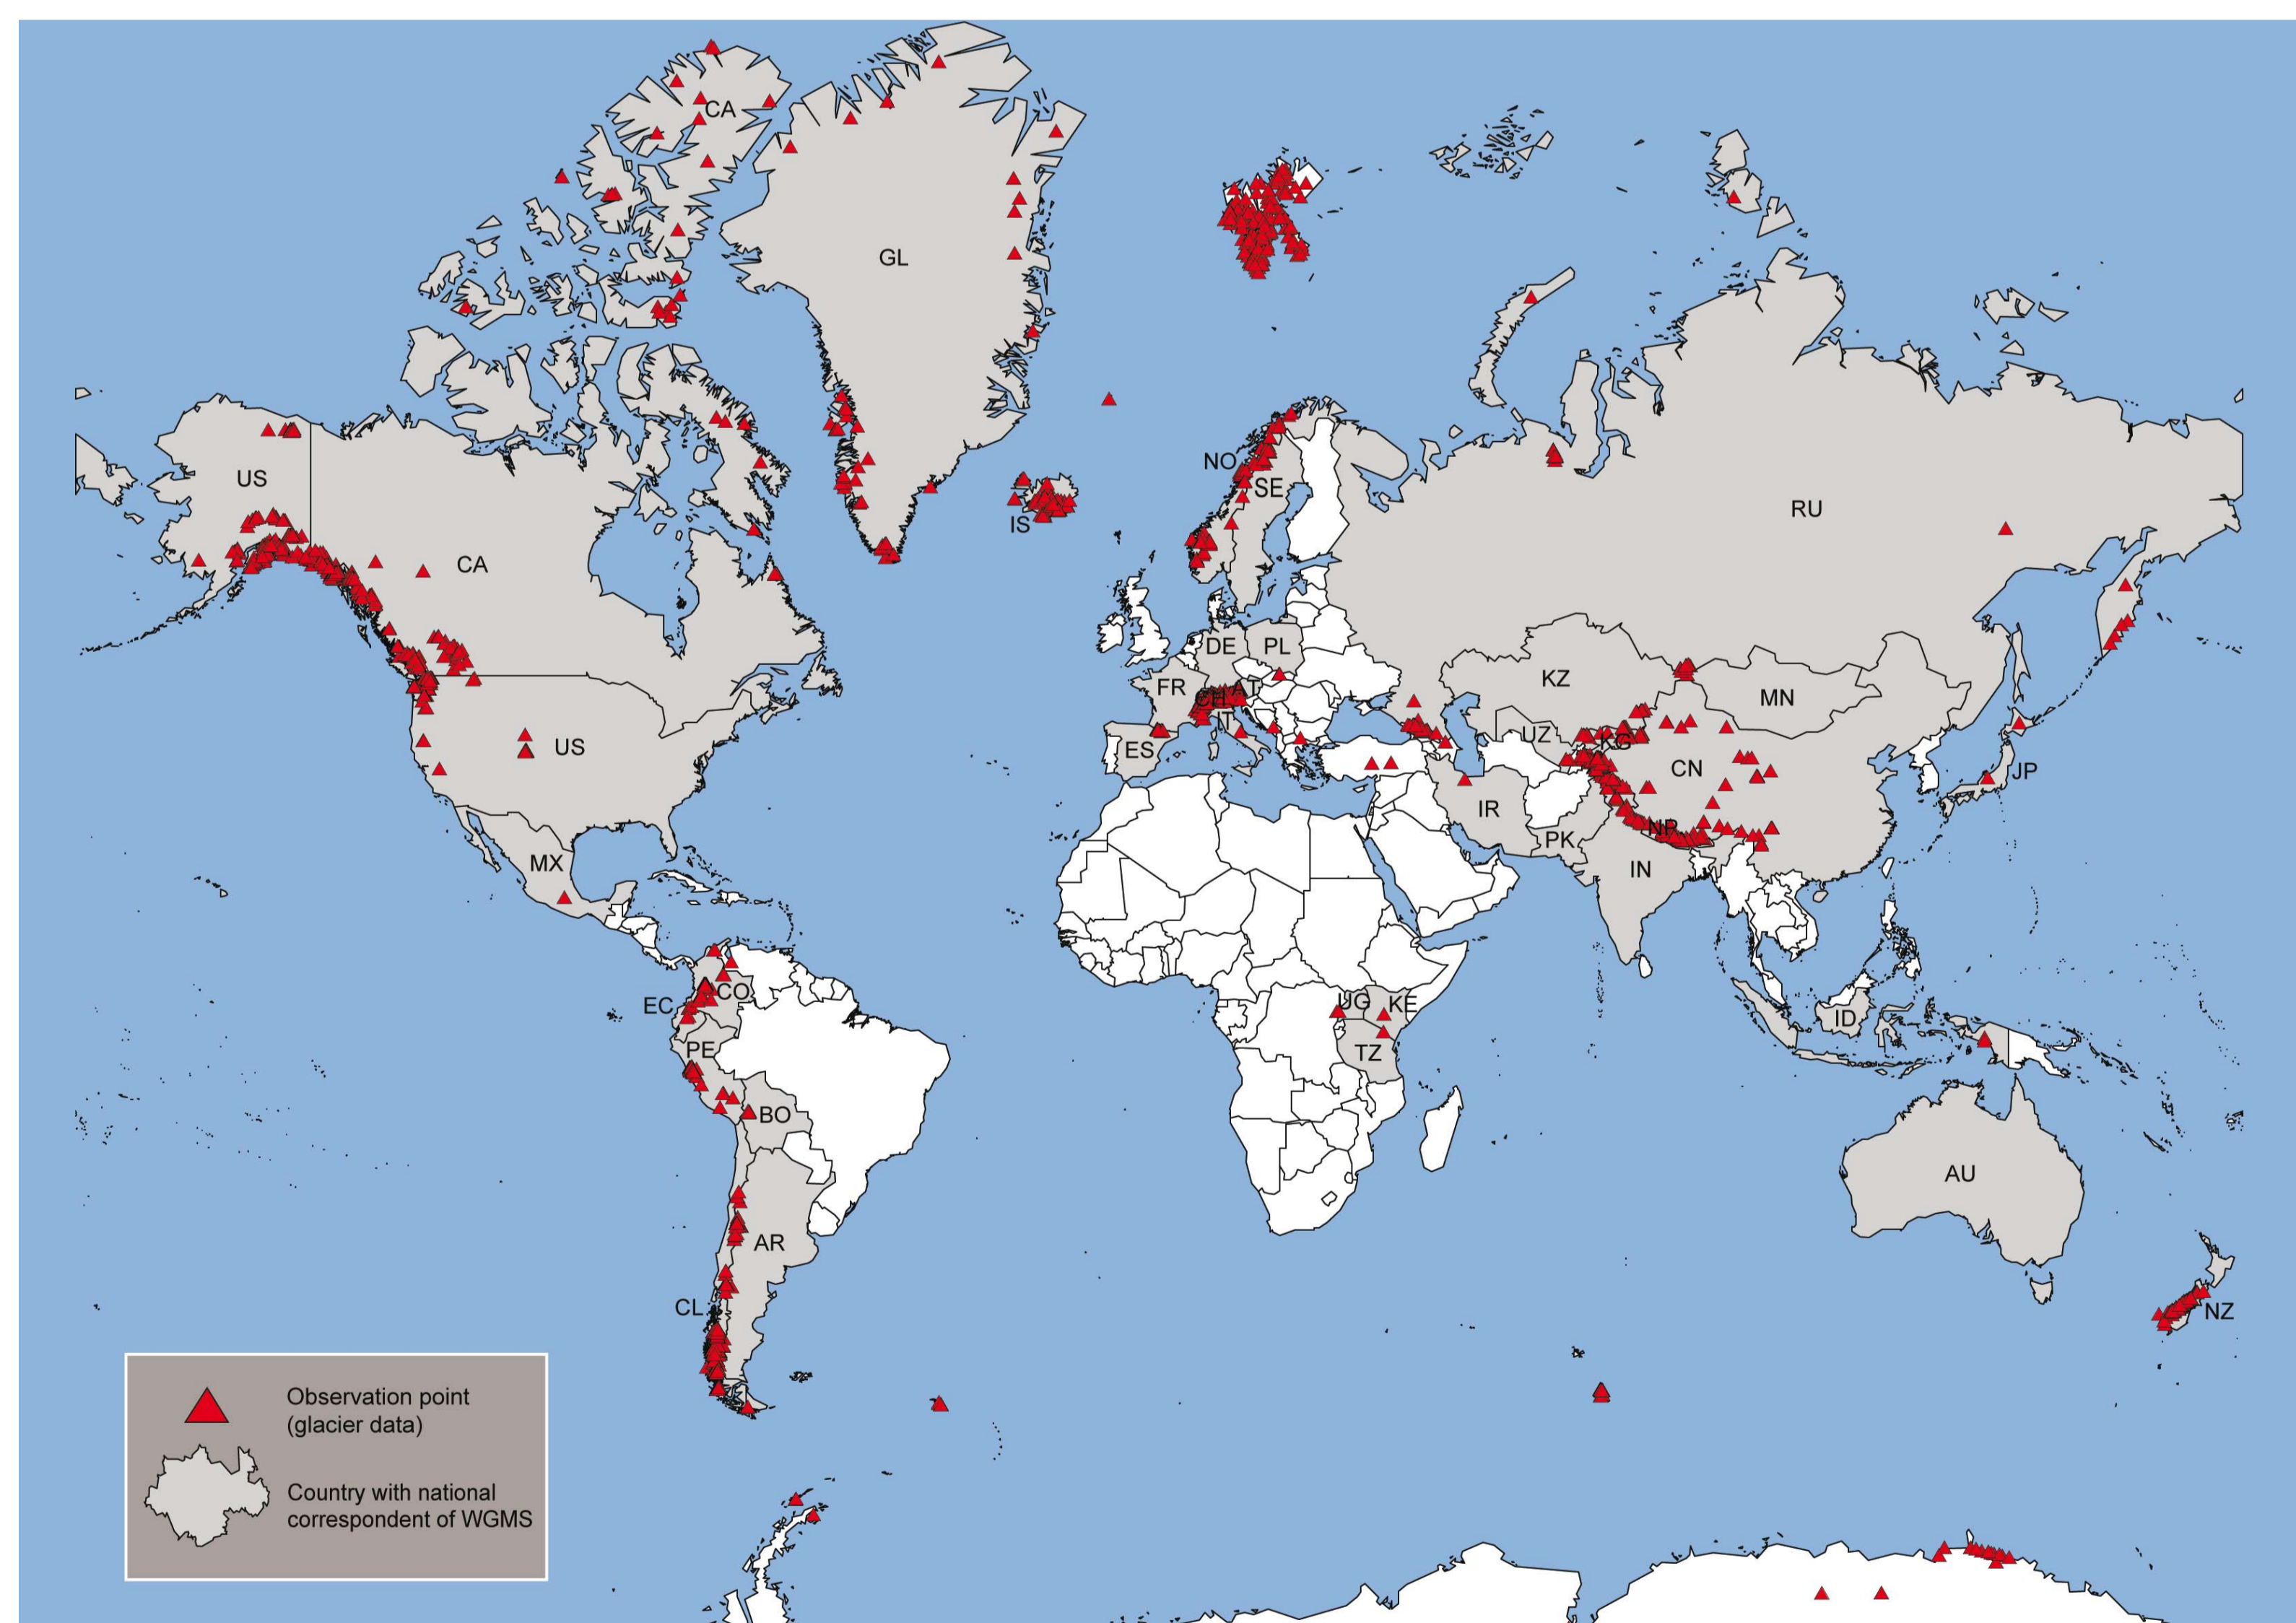 CA
GL
US
CA
IS
NO
SE
RU
DE
PL
FR
CH
AT
IT
ES
KZ
MN
UZ
KG
CN
JP
US
IR
PK
NP
IN
MX
CO
EC
PE
BO
UG
KE
TZ
ID
AU
AR
CL
NZ
Observation point
(glacier data)
Country with national
correspondent of WGMS